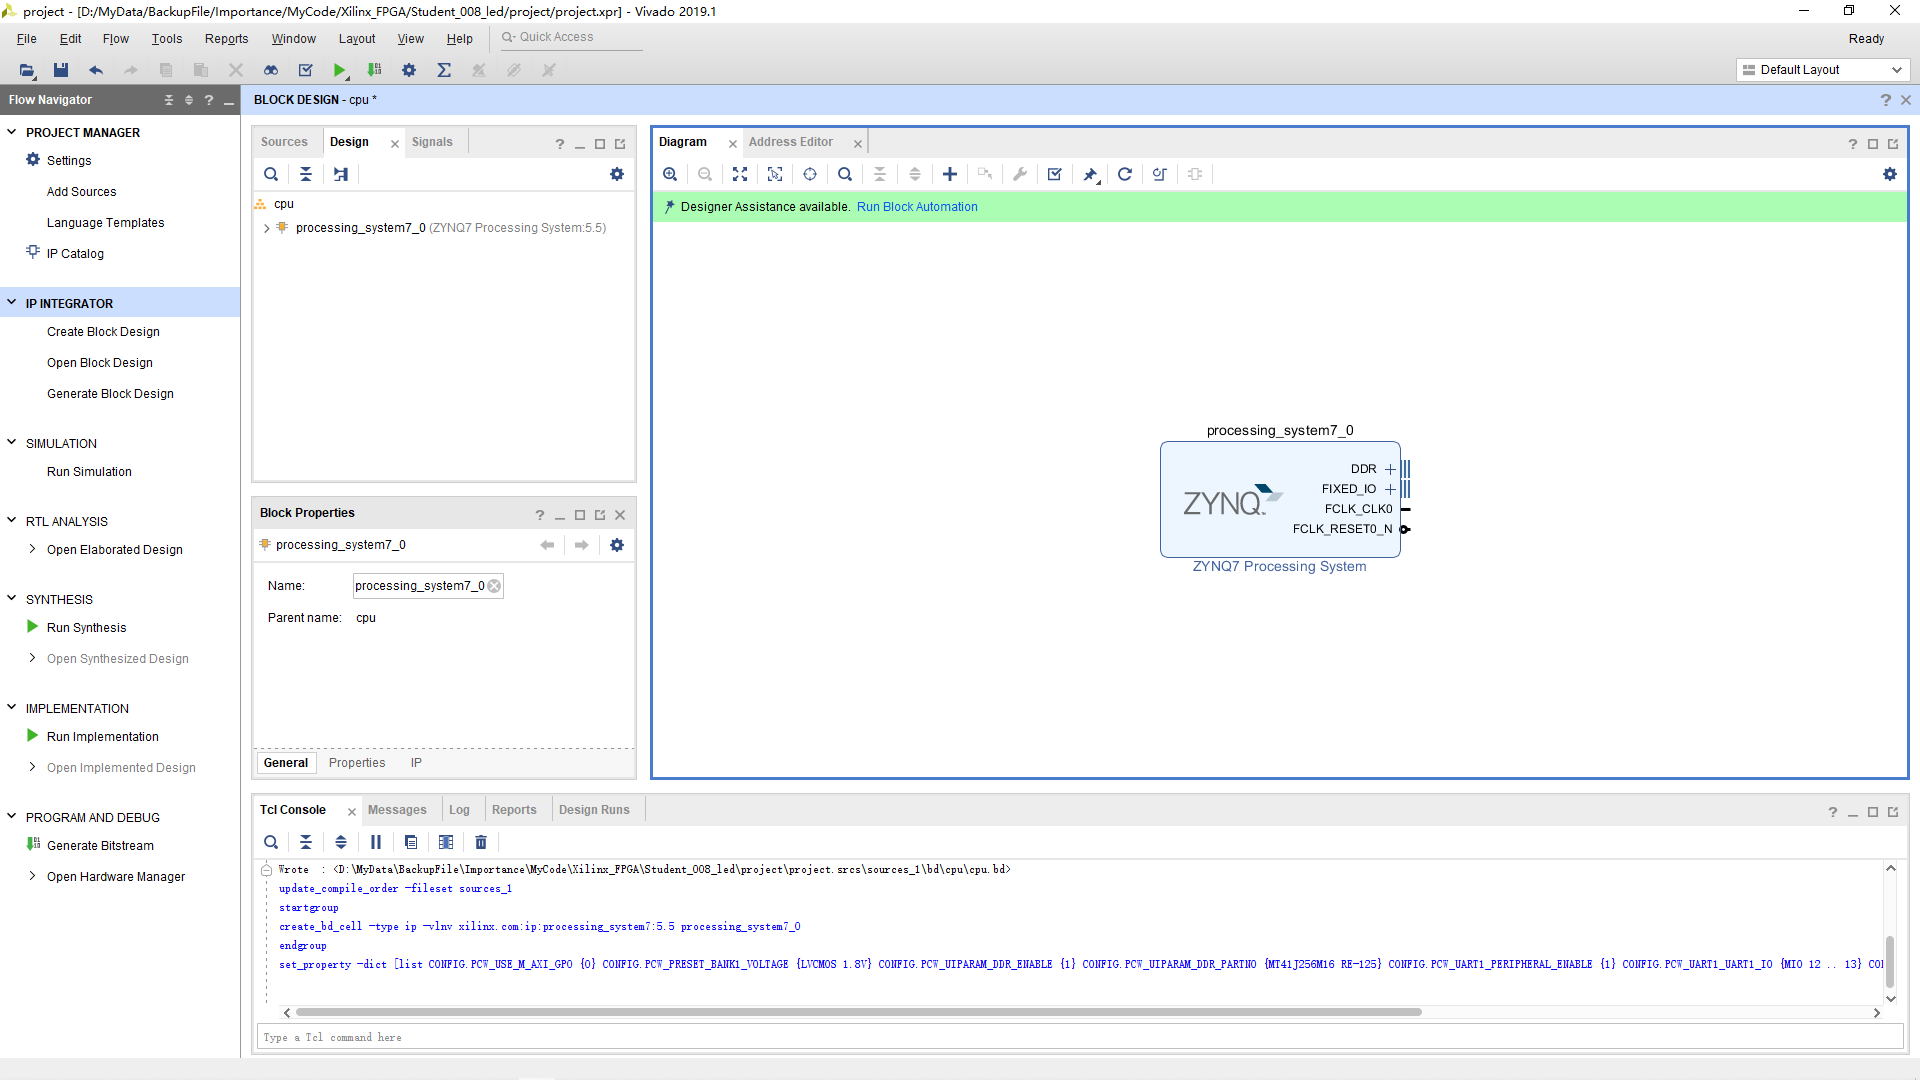 project - [D:/MyData/BackupFile/Importance/MyCode/Xilinx_FPGA/Student_008_led/project/project.xpr] - Vivado 2019.1
File Edit Flow Tools Reports Window Layout View Help Quick Access Ready
Default Layout
Flow Navigator
PROJECT MANAGER
Settings
Add Sources
Language Templates
IP Catalog
IP INTEGRATOR
Create Block Design
Open Block Design
Generate Block Design
SIMULATION
Run Simulation
RTL ANALYSIS
Open Elaborated Design
SYNTHESIS
Run Synthesis
Open Synthesized Design
IMPLEMENTATION
Run Implementation
Open Implemented Design
PROGRAM AND DEBUG
Generate Bitstream
Open Hardware Manager
BLOCK DESIGN - cpu *
Sources Design Signals
cpu
processing_system7_0 (ZYNQ7 Processing System:5.5)
Block Properties
processing_system7_0
Name: processing_system7_0
Parent name: cpu
General Properties IP
Diagram Address Editor
Designer Assistance available. Run Block Automation
processing_system7_0
DDR
FIXED_IO
FCLK_CLK0
FCLK_RESET0_N
ZYNQ
ZYNQ7 Processing System
Tcl Console Messages Log Reports Design Runs
Wrote : <D:\MyData\BackupFile\Importance\MyCode\Xilinx_FPGA\Student_008_led\project\project.srcs\sources_1\bd\cpu\cpu.bd>
update_compile_order -fileset sources_1
startgroup
create_bd_cell -type ip -vlnv xilinx.com:ip:processing_system7:5.5 processing_system7_0
endgroup
set_property -dict [list CONFIG.PCW_USE_M_AXI_GP0 {0} CONFIG.PCW_PRESET_BANK1_VOLTAGE {LVCMOS 1.8V} CONFIG.PCW_UIPARAM_DDR_ENABLE {1} CONFIG.PCW_UIPARAM_DDR_PARTNO {MT41J256M16 RE-125} CONFIG.PCW_UART1_PERIPHERAL_ENABLE {1} CONFIG.PCW_UART1_UART1_IO {MIO 12 .. 13}
Type a Tcl command here